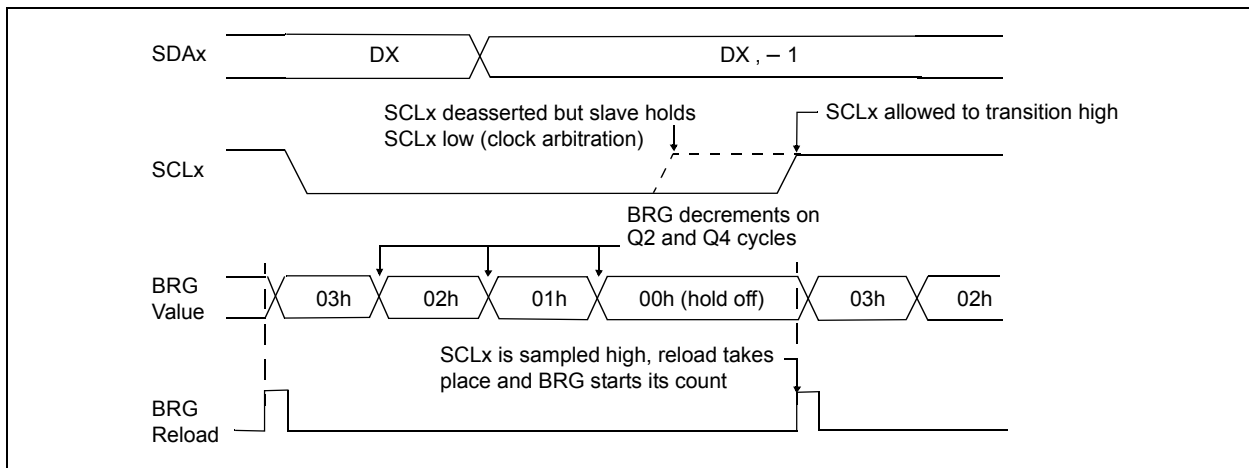 SDAx
DX
DX , – 1
SCLx deasserted but slave holds
SCLx low (clock arbitration)
SCLx allowed to transition high
SCLx
BRG decrements on
Q2 and Q4 cycles
BRG
Value
03h
02h
01h
00h (hold off)
03h
02h
SCLx is sampled high, reload takes
place and BRG starts its count
BRG
Reload